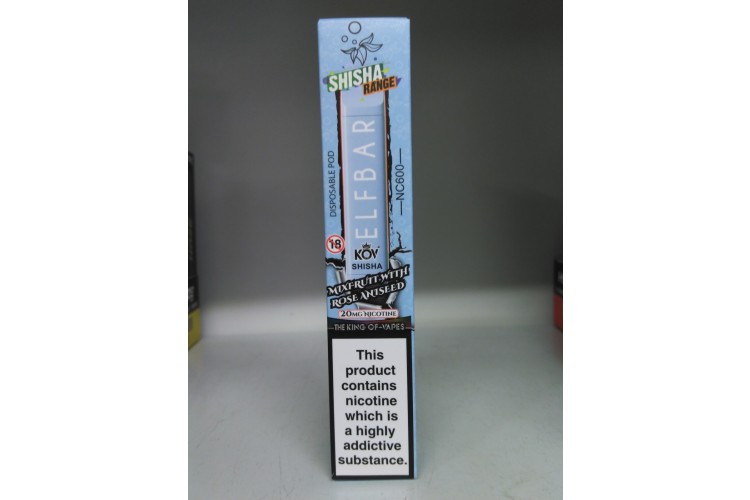 SHISHA
RANGE
DISPOSABLE POD
ELFBAR
NC600
18
KOV
SHISHA
MIXFRUIT WITH
ROSE ANISEED
20MG NICOTINE
THE KING-OF-VAPES
This
product
contains
nicotine
which is
a highly
addictive
substance.